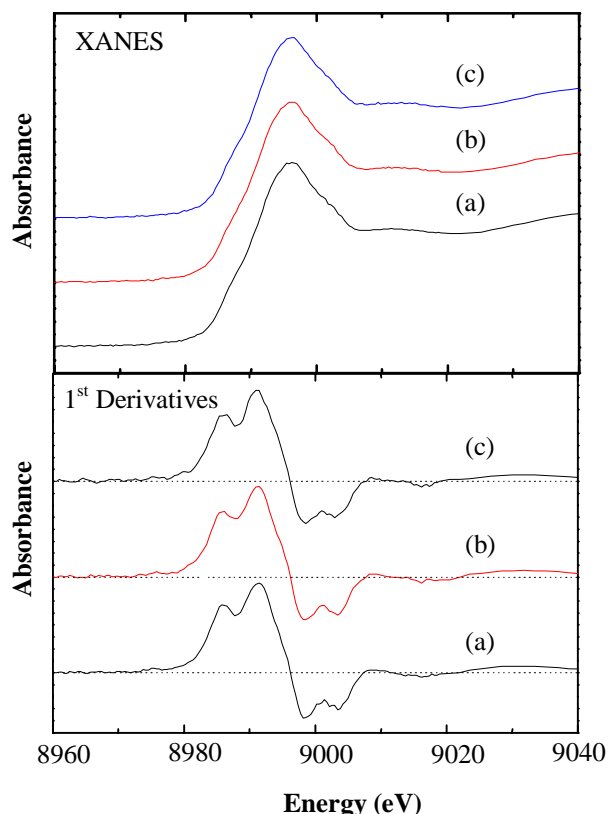 XANES
(c)
(b)
(a)
Absorbance
1st Derivatives
(c)
(b)
(a)
Absorbance
8960 8980 9000 9020 9040
Energy (eV)